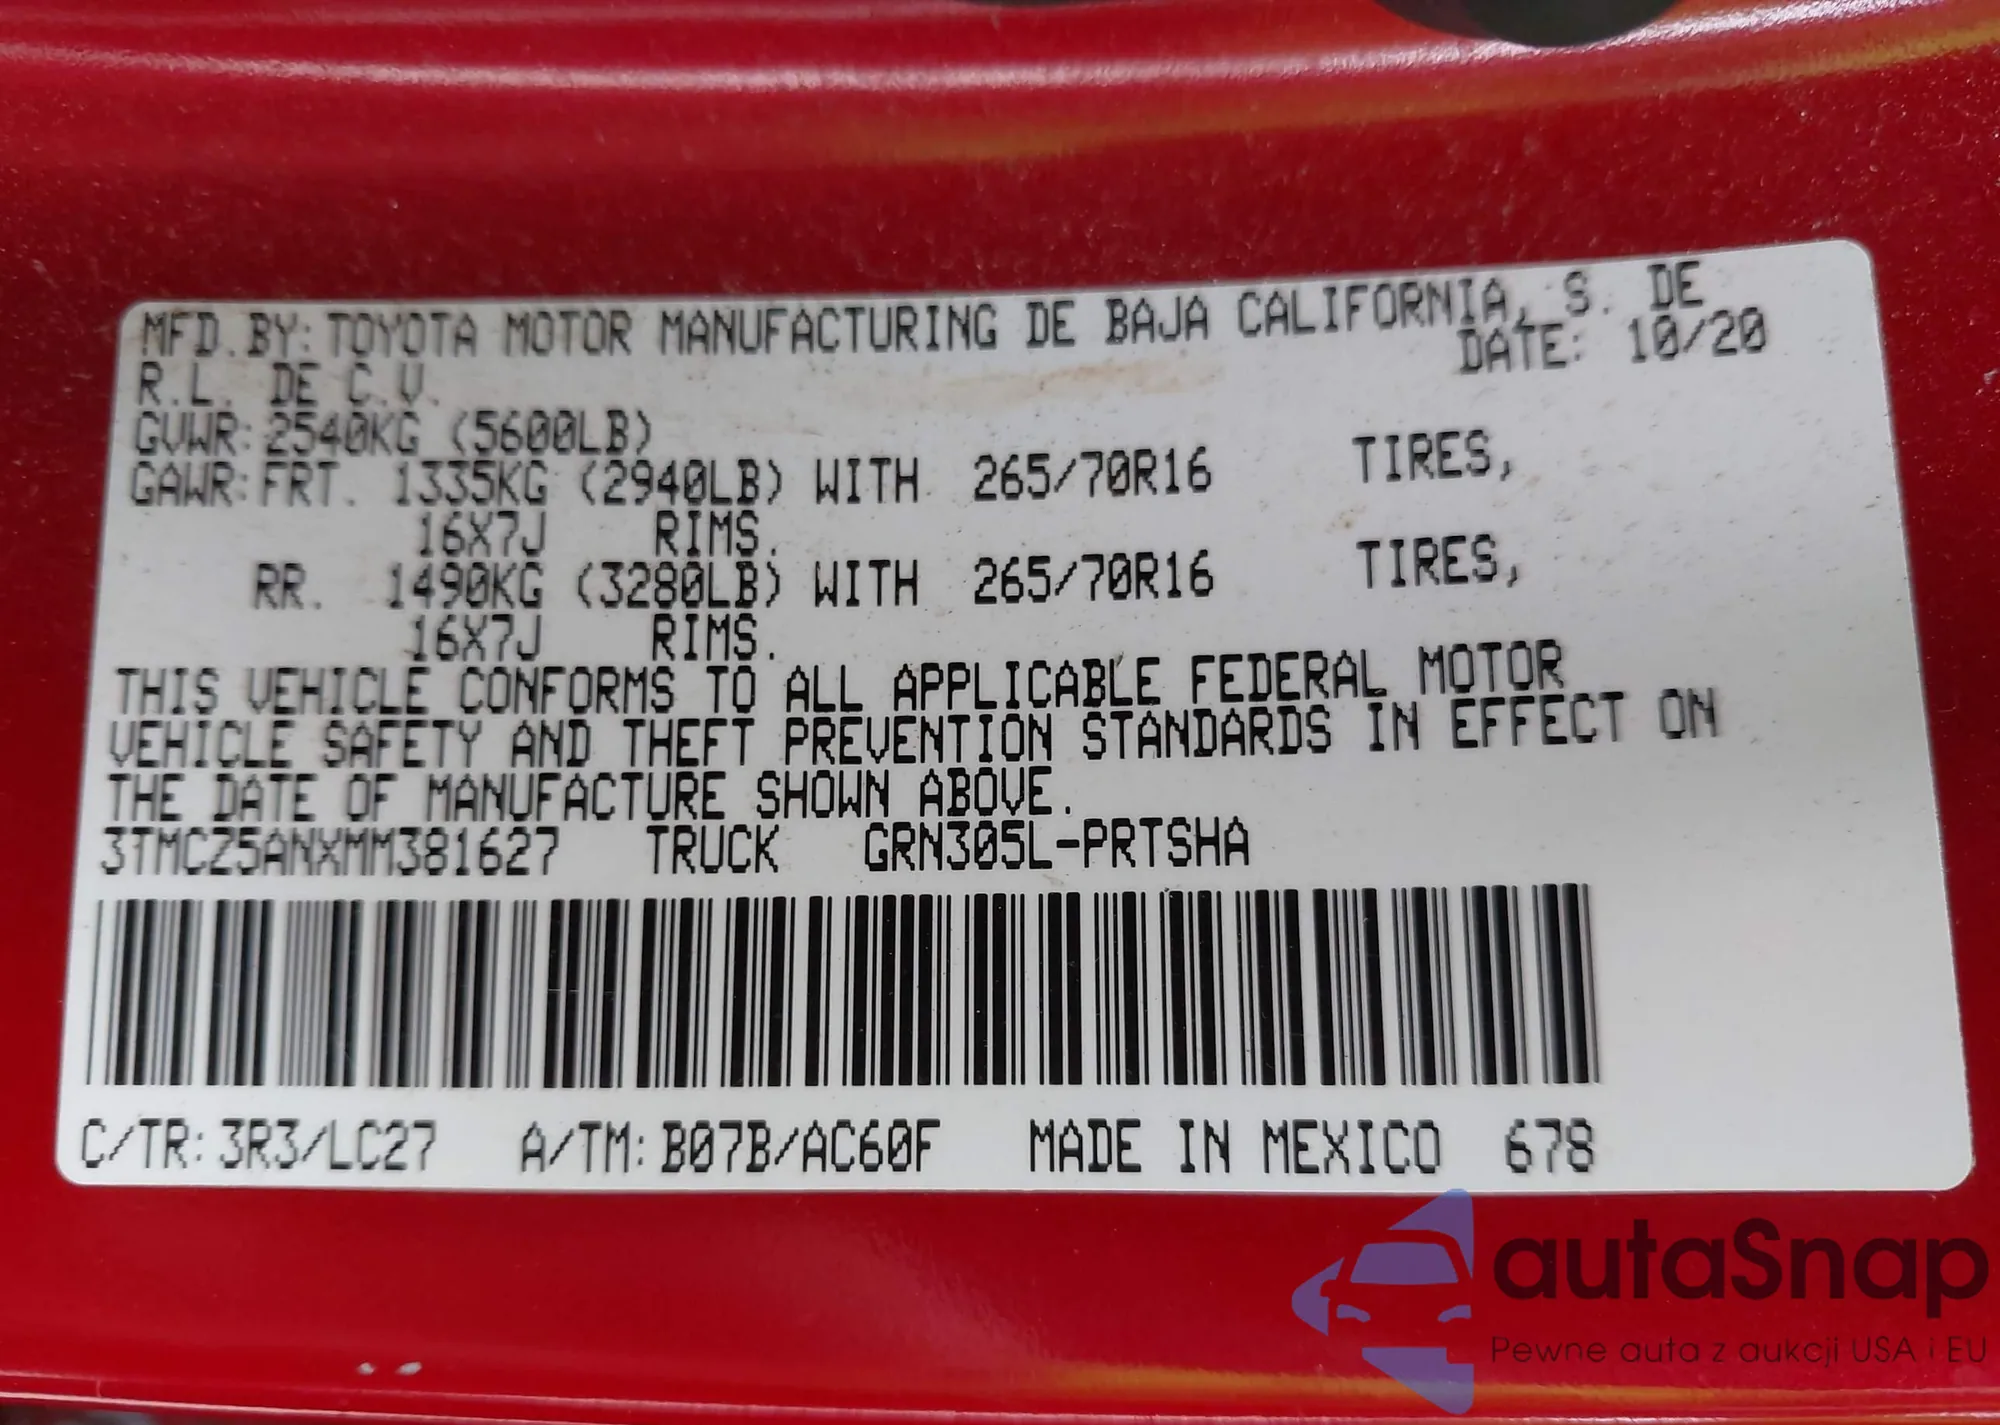 MFD. BY: TOYOTA MOTOR MANUFACTURING DE BAJA CALIFORNIA, S. DE
R.L. DE C.V. DATE: 10/20
GVWR: 2540KG (5600LB)
GAWR: FRT. 1335KG (2940LB) WITH 265/70R16 TIRES,
16X7J RIMS.
RR. 1490KG (3280LB) WITH 265/70R16 TIRES,
16X7J RIMS.
THIS VEHICLE CONFORMS TO ALL APPLICABLE FEDERAL MOTOR
VEHICLE SAFETY AND THEFT PREVENTION STANDARDS IN EFFECT ON
THE DATE OF MANUFACTURE SHOWN ABOVE.
3TMCZ5ANXMM381627 TRUCK GRN305L-PRTSHA
C/TR: 3R3/LC27 A/TM: B07B/AC60F MADE IN MEXICO 678
autaSnap
Pewne auta z aukcji USA i EU